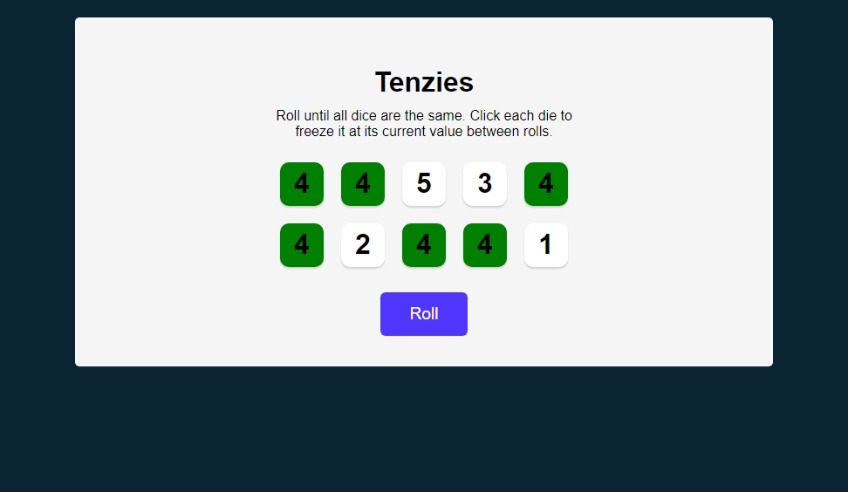 Tenzies
Roll until all dice are the same. Click each die to
freeze it at its current value between rolls.
4 4 5 3 4
4 2 4 4 1
Roll